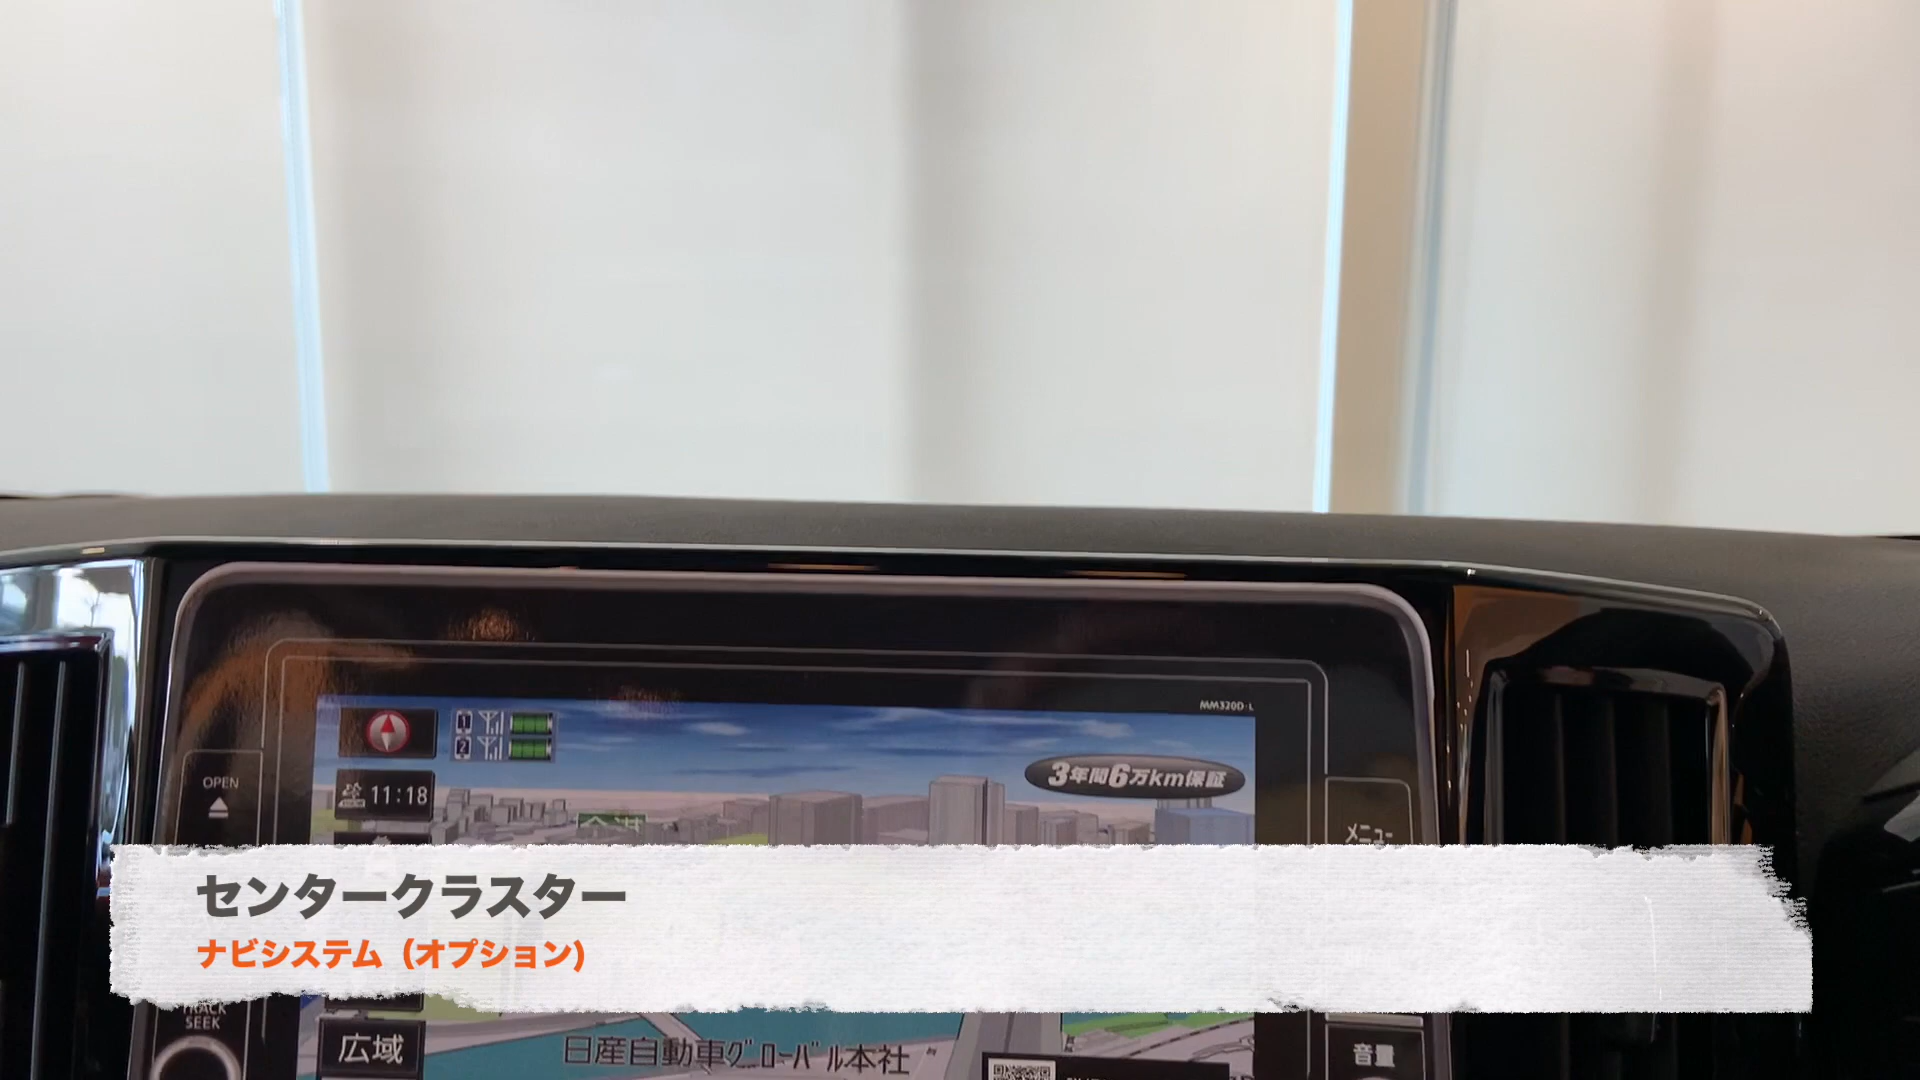 MM320D-L
1
2
3年間6万km保証
OPEN
11:18
メニュー
センタークラスター
ナビシステム（オプション)
TRACK
SEEK
広域
日産自動車グローバル本社
音量